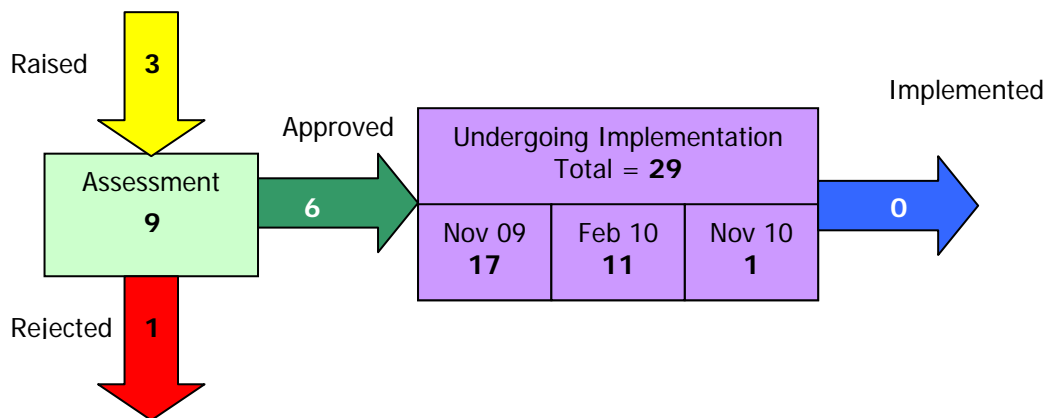 Raised
3
Implemented
Approved
Undergoing Implementation
Total = 29
Assessment
9
6
0
Nov 09
17
Feb 10
11
Nov 10
1
Rejected
1